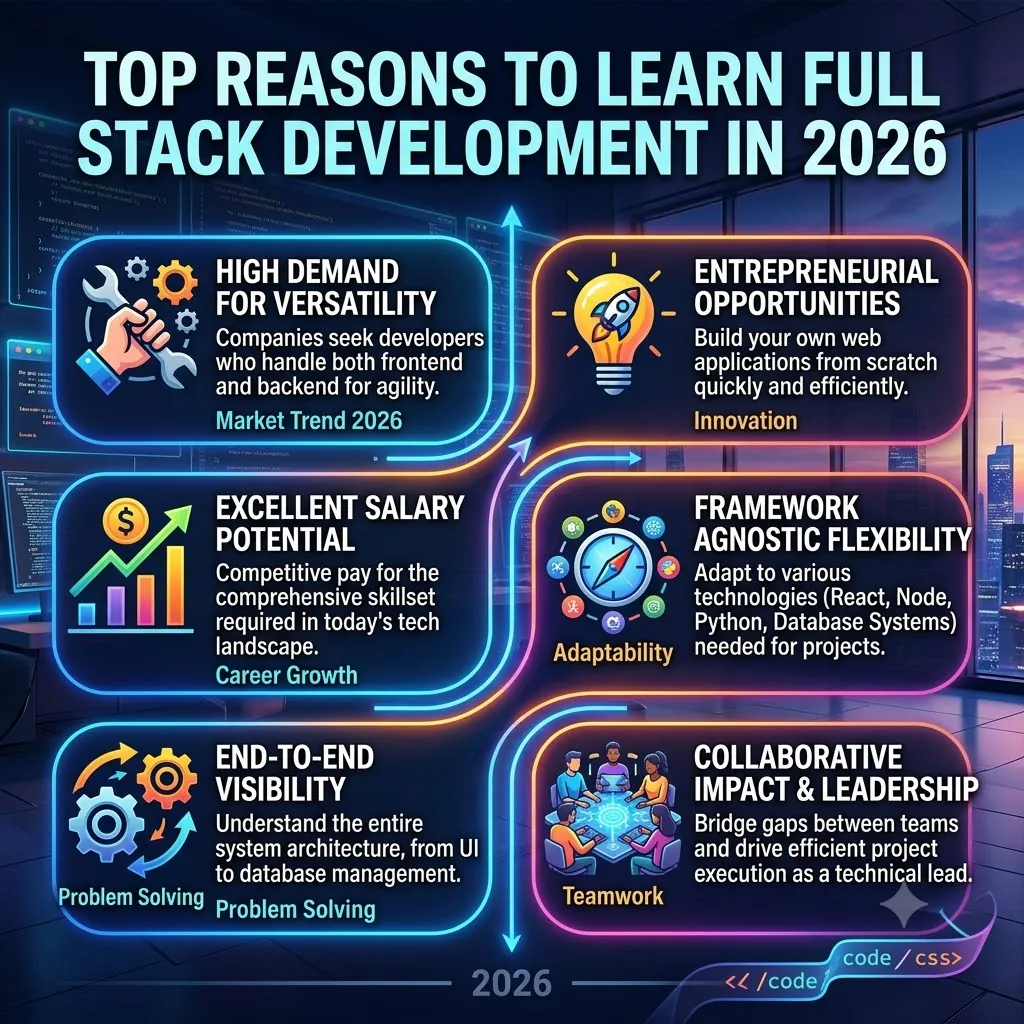 TOP REASONS TO LEARN FULL
STACK DEVELOPMENT IN 2026
HIGH DEMAND
FOR VERSATILITY
Companies seek developers
who handle both frontend
and backend for agility.
Market Trend 2026
ENTREPRENEURIAL
OPPORTUNITIES
Build your own web
applications from scratch
quickly and efficiently.
Innovation
EXCELLENT SALARY
POTENTIAL
Competitive pay for the
comprehensive skillset
required in today's tech
landscape.
Career Growth
FRAMEWORK
AGNOSTIC FLEXIBILITY
Adapt to various
technologies (React, Node,
Python, Database Systems)
needed for projects.
Adaptability
END-TO-END
VISIBILITY
Understand the entire
system architecture, from UI
to database management.
Problem Solving
Problem Solving
COLLABORATIVE
IMPACT & LEADERSHIP
Bridge gaps between teams
and drive efficient project
execution as a technical lead.
Teamwork
2026
<< /code/
code / css>